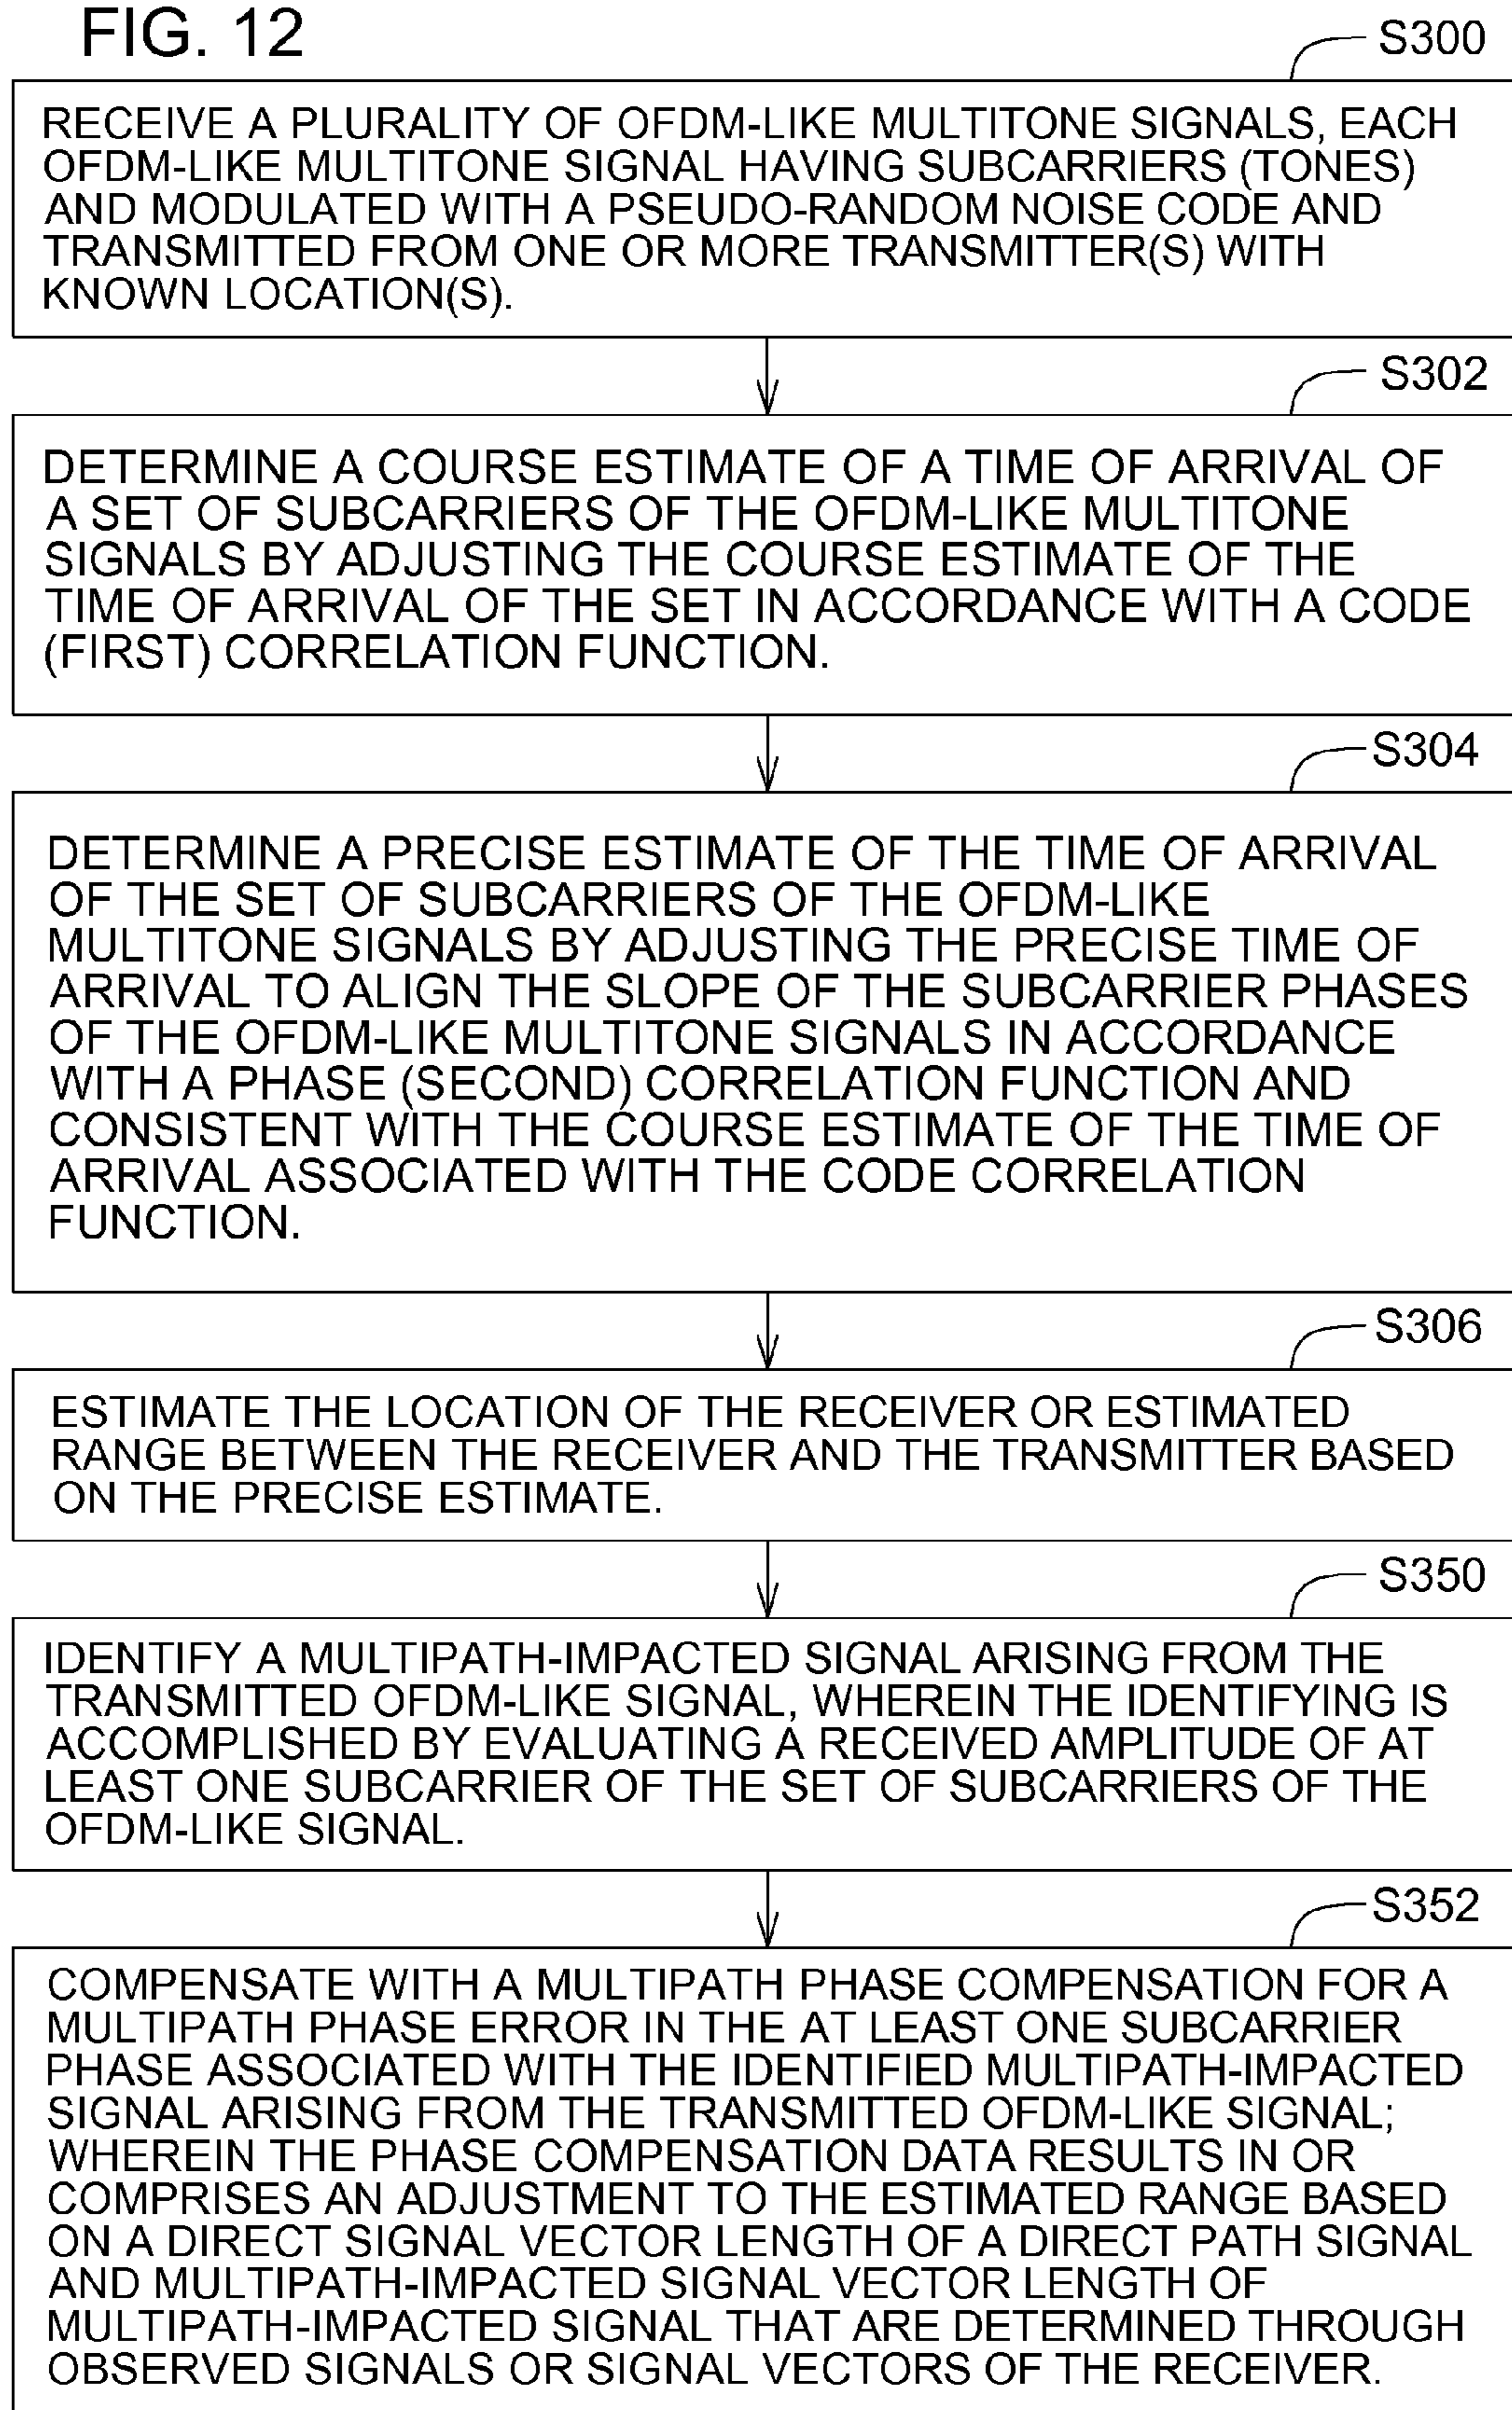 FIG. 12
S300
RECEIVE A PLURALITY OF OFDM-LIKE MULTITONE SIGNALS, EACH
OFDM-LIKE MULTITONE SIGNAL HAVING SUBCARRIERS (TONES)
AND MODULATED WITH A PSEUDO-RANDOM NOISE CODE AND
TRANSMITTED FROM ONE OR MORE TRANSMITTER(S) WITH
KNOWN LOCATION(S).
S302
DETERMINE A COURSE ESTIMATE OF A TIME OF ARRIVAL OF
A SET OF SUBCARRIERS OF THE OFDM-LIKE MULTITONE
SIGNALS BY ADJUSTING THE COURSE ESTIMATE OF THE
TIME OF ARRIVAL OF THE SET IN ACCORDANCE WITH A CODE
(FIRST) CORRELATION FUNCTION.
S304
DETERMINE A PRECISE ESTIMATE OF THE TIME OF ARRIVAL
OF THE SET OF SUBCARRIERS OF THE OFDM-LIKE
MULTITONE SIGNALS BY ADJUSTING THE PRECISE TIME OF
ARRIVAL TO ALIGN THE SLOPE OF THE SUBCARRIER PHASES
OF THE OFDM-LIKE MULTITONE SIGNALS IN ACCORDANCE
WITH A PHASE (SECOND) CORRELATION FUNCTION AND
CONSISTENT WITH THE COURSE ESTIMATE OF THE TIME OF
ARRIVAL ASSOCIATED WITH THE CODE CORRELATION
FUNCTION.
S306
ESTIMATE THE LOCATION OF THE RECEIVER OR ESTIMATED
RANGE BETWEEN THE RECEIVER AND THE TRANSMITTER BASED
ON THE PRECISE ESTIMATE.
S350
IDENTIFY A MULTIPATH-IMPACTED SIGNAL ARISING FROM THE
TRANSMITTED OFDM-LIKE SIGNAL, WHEREIN THE IDENTIFYING IS
ACCOMPLISHED BY EVALUATING A RECEIVED AMPLITUDE OF AT
LEAST ONE SUBCARRIER OF THE SET OF SUBCARRIERS OF THE
OFDM-LIKE SIGNAL.
S352
COMPENSATE WITH A MULTIPATH PHASE COMPENSATION FOR A
MULTIPATH PHASE ERROR IN THE AT LEAST ONE SUBCARRIER
PHASE ASSOCIATED WITH THE IDENTIFIED MULTIPATH-IMPACTED
SIGNAL ARISING FROM THE TRANSMITTED OFDM-LIKE SIGNAL;
WHEREIN THE PHASE COMPENSATION DATA RESULTS IN OR
COMPRISES AN ADJUSTMENT TO THE ESTIMATED RANGE BASED
ON A DIRECT SIGNAL VECTOR LENGTH OF A DIRECT PATH SIGNAL
AND MULTIPATH-IMPACTED SIGNAL VECTOR LENGTH OF
MULTIPATH-IMPACTED SIGNAL THAT ARE DETERMINED THROUGH
OBSERVED SIGNALS OR SIGNAL VECTORS OF THE RECEIVER.